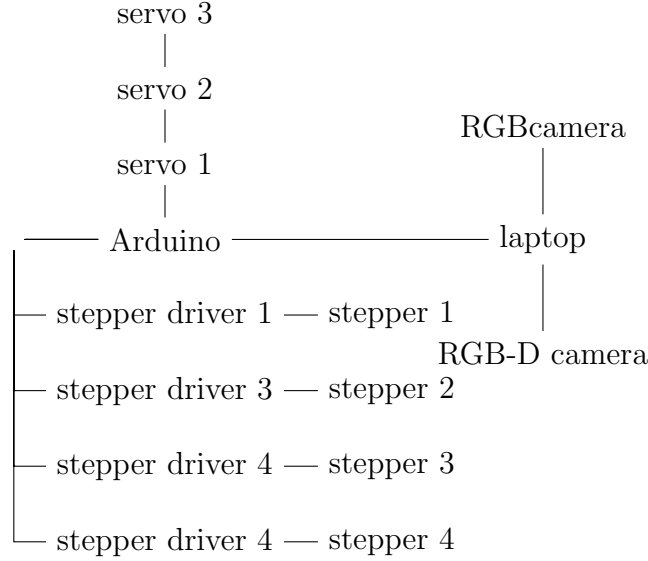 servo 3
servo 2
RGBcamera
servo 1
Arduino laptop
stepper driver 1 stepper 1
RGB-D camera
stepper driver 3 stepper 2
stepper driver 4 stepper 3
stepper driver 4 stepper 4